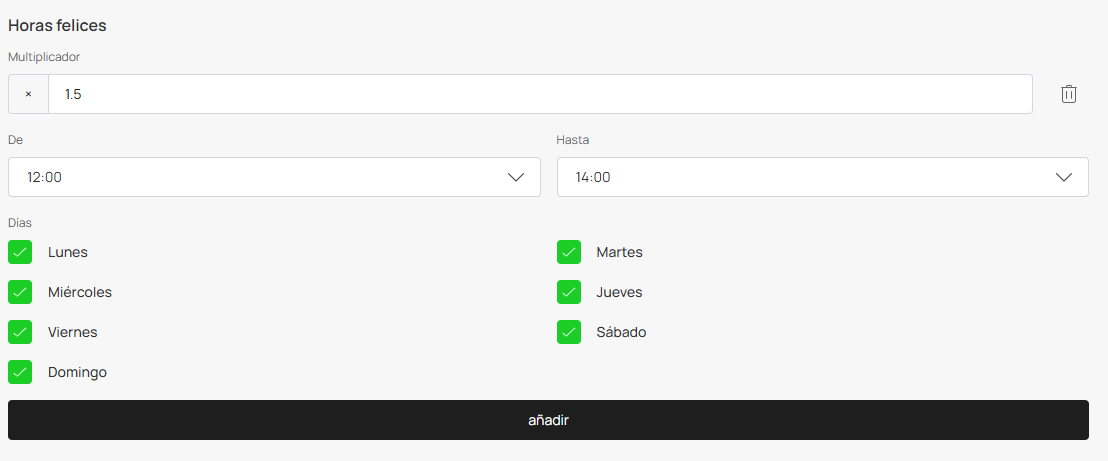 Horas felices
Multiplicador
× 1.5
De Hasta
12:00 14:00
Días
Lunes Martes
Miércoles Jueves
Viernes Sábado
Domingo
añadir